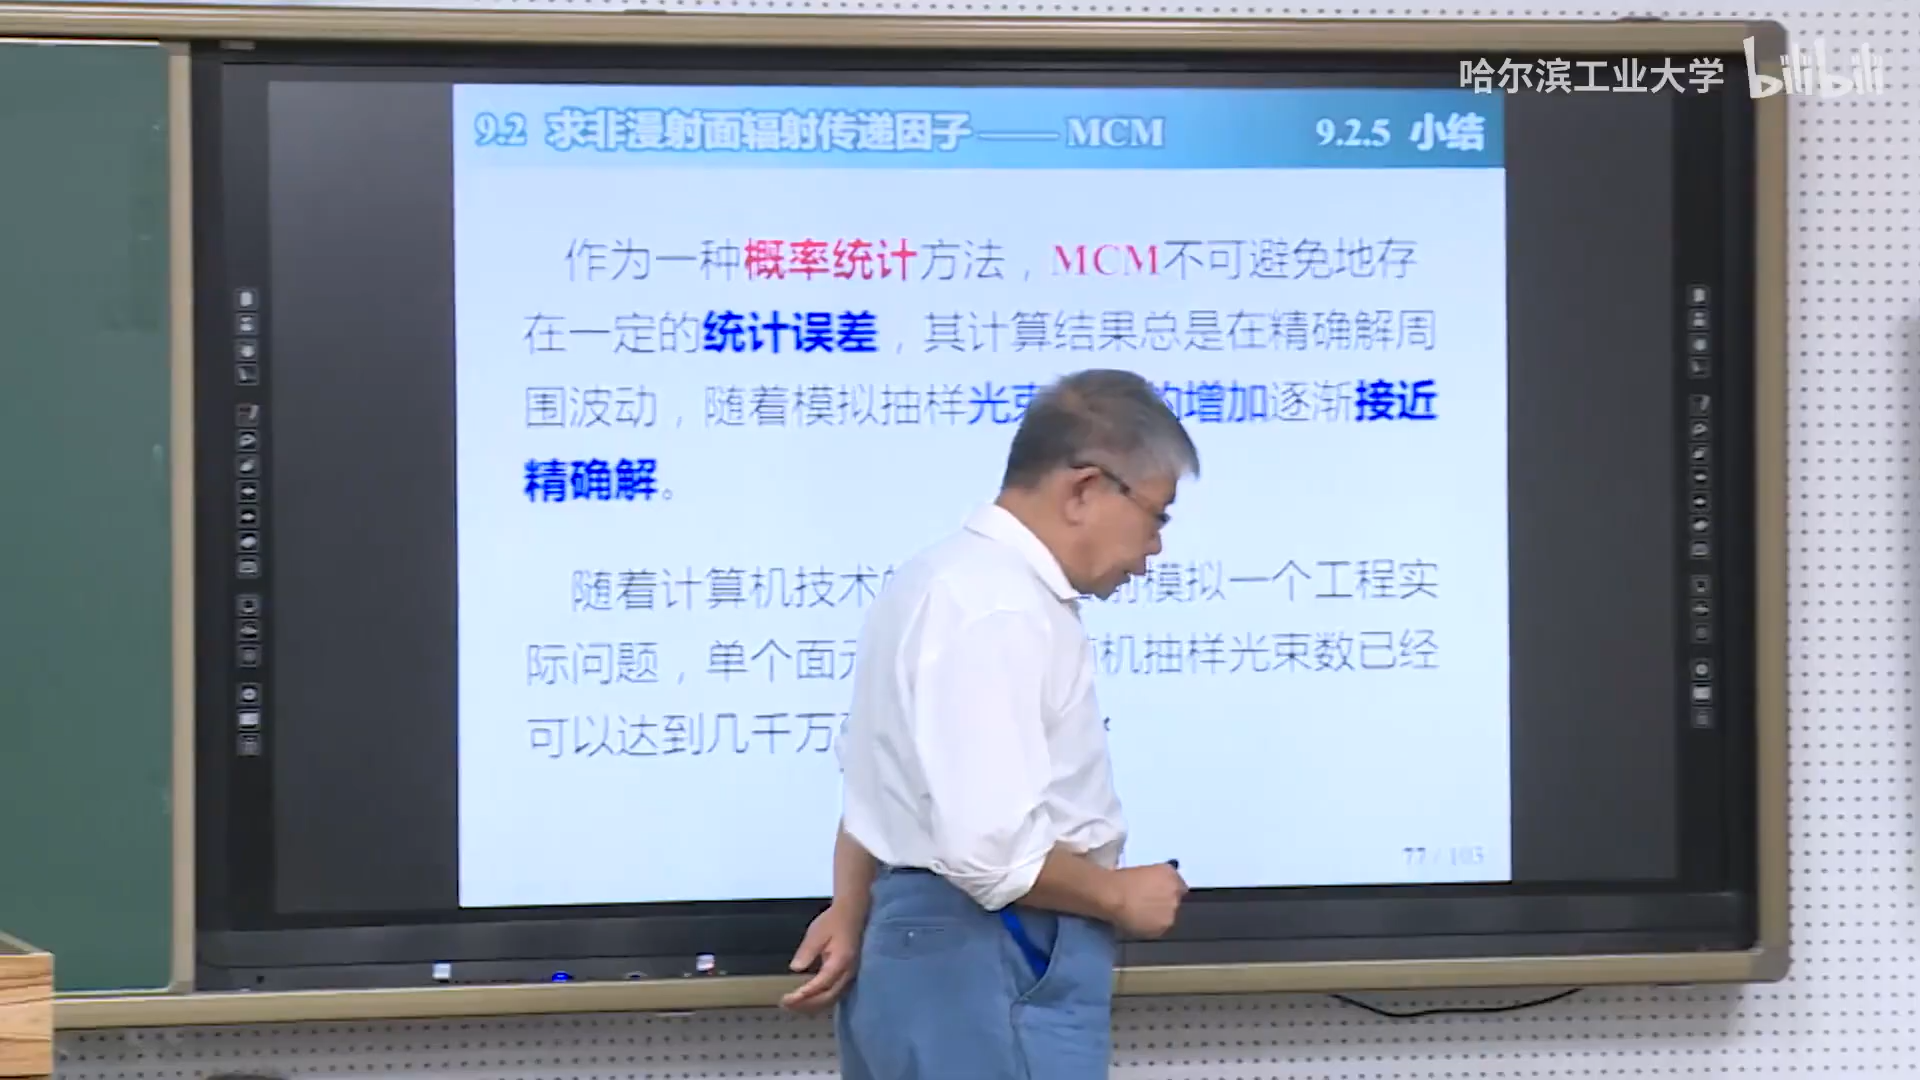 哈尔滨工业大学 bilibili
9.2 求非漫射面辐射传递因子——MCM 9.2.5 小结
作为一种概率统计方法，MCM不可避免地存
在一定的统计误差，其计算结果总是在精确解周
围波动，随着模拟抽样光束 的增加逐渐接近
精确解。
随着计算机技术 模拟一个工程实
际问题，单个面 机抽样光束数已经
可以达到几千万
77 / 103